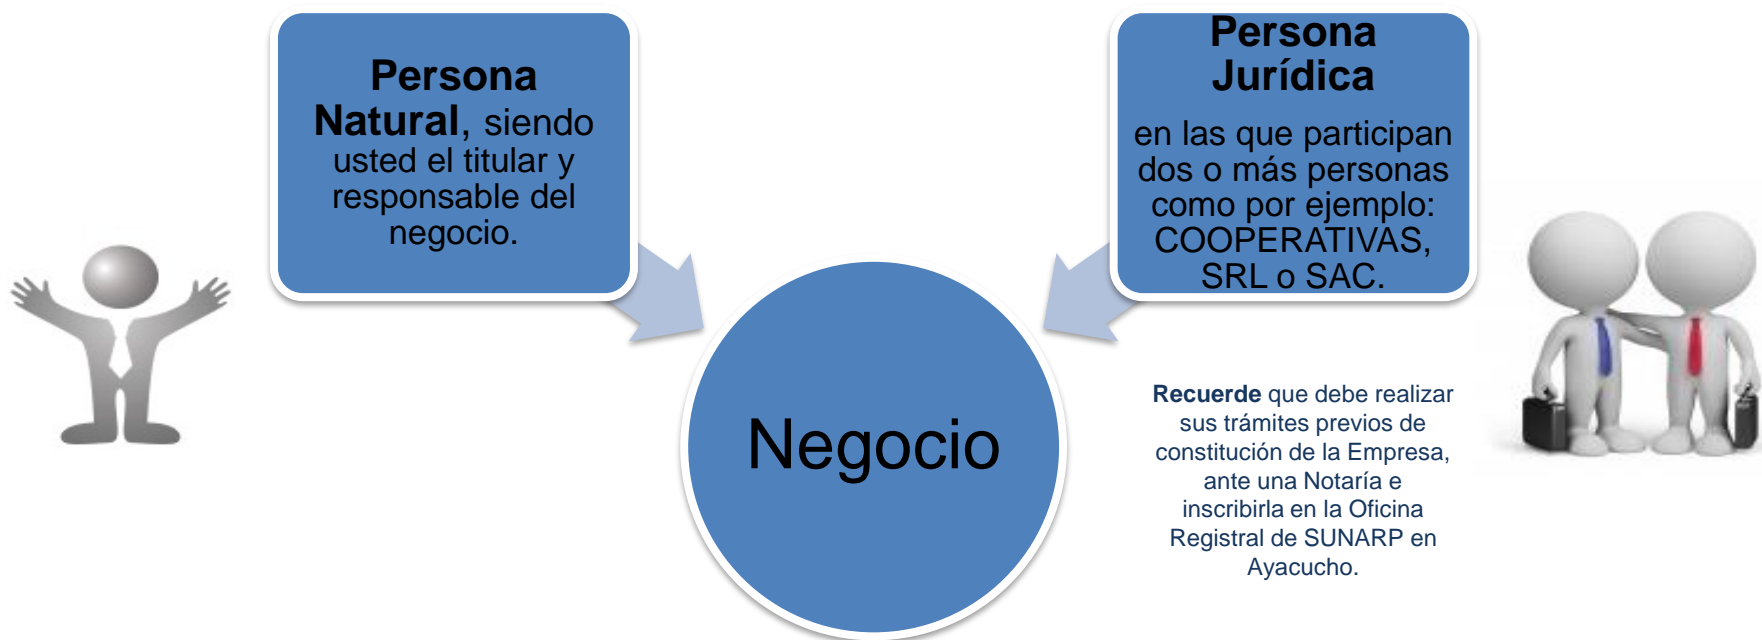 Persona
Natural, siendo
usted el titular y
responsable del
negocio.
Persona
Jurídica
en las que participan
dos o más personas
como por ejemplo:
COOPERATIVAS,
SRL o SAC.
Negocio
Recuerde que debe realizar
sus trámites previos de
constitución de la Empresa,
ante una Notaría e
inscribirla en la Oficina
Registral de SUNARP en
Ayacucho.